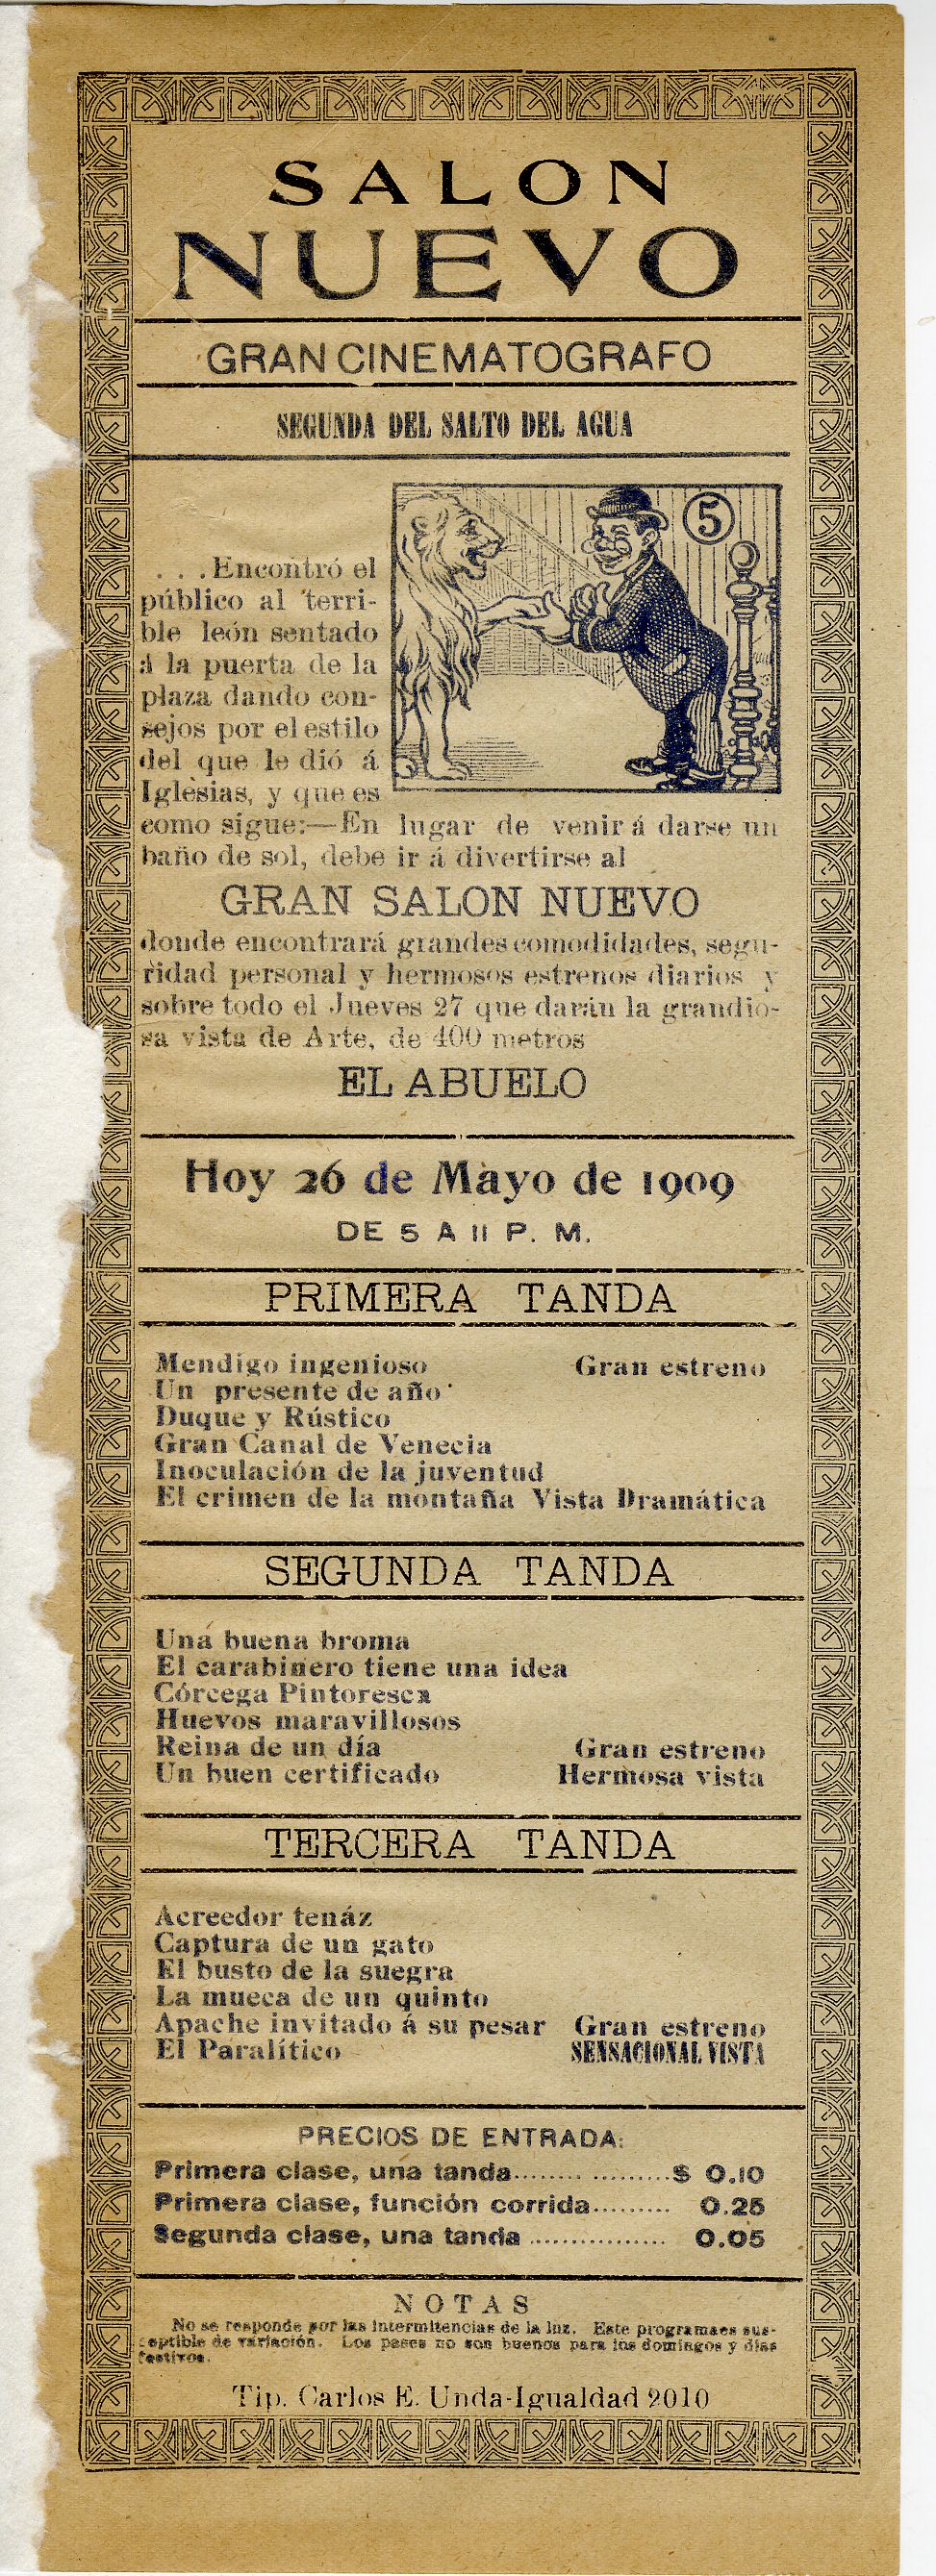 SALON
NUEVO
GRAN CINEMATOGRAFO
SEGUNDA DEL SALTO DEL AGUA
5
...Encontró el
público al terri-
ble león sentado
á la puerta de la
plaza dando con-
sejos por el estilo
del que le dió á
Iglesias, y que es
como sigue:—En lugar de venir á darse un
baño de sol, debe ir á divertirse al
GRAN SALON NUEVO
donde encontrará grandes comodidades, segu-
ridad personal y hermosos estrenos diarios y
sobre todo el Jueves 27 que darán la grandio-
sa vista de Arte, de 400 metros
EL ABUELO
Hoy 26 de Mayo de 1909
DE 5 A 11 P. M.
PRIMERA TANDA
Mendigo ingenioso Gran estreno
Un presente de año
Duque y Rústico
Gran Canal de Venecia
Inoculación de la juventud
El crimen de la montaña Vista Dramática
SEGUNDA TANDA
Una buena broma
El carabinero tiene una idea
Córcega Pintoresca
Huevos maravillosos
Reina de un día Gran estreno
Un buen certificado Hermosa vista
TERCERA TANDA
Acreedor tenáz
Captura de un gato
El busto de la suegra
La mueca de un quinto
Apache invitado á su pesar Gran estreno
El Paralítico SENSACIONAL VISTA
PRECIOS DE ENTRADA:
Primera clase, una tanda........ ..........$ 0.10
Primera clase, función corrida......... 0.25
Segunda clase, una tanda ................. 0.05
NOTAS
No se responde por las intermitencias de la luz. Este programa es sus-
ceptible de variación. Los pases no son buenos para los domingos y dias
festivos.
Tip. Carlos E. Unda-Igualdad 2010